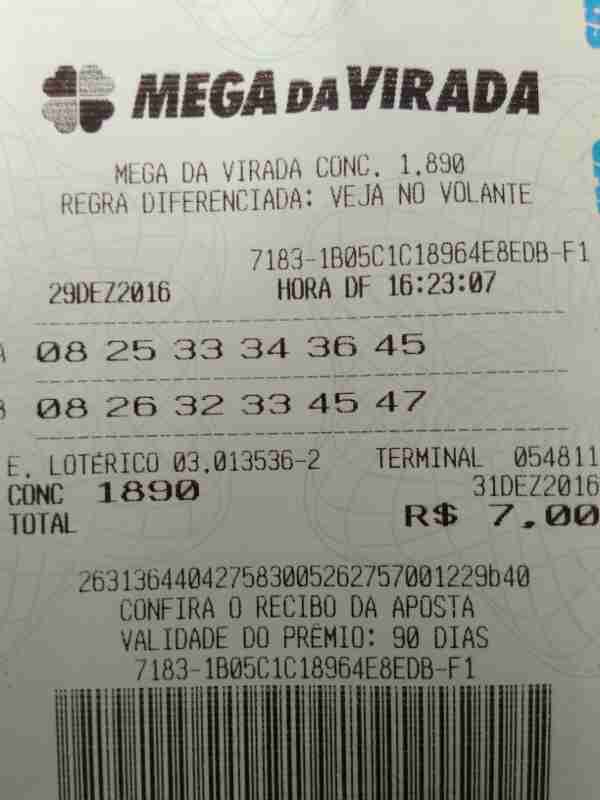 MEGA DA VIRADA
MEGA DA VIRADA CONC. 1.890
REGRA DIFERENCIADA: VEJA NO VOLANTE
7183-1B05C1C18964E8EDB-F1
29DEZ2016 HORA DF 16:23:07
A 08 25 33 34 36 45
B 08 26 32 33 45 47
E. LOTÉRICO 03.013536-2 TERMINAL 054811
CONC 1890 31DEZ2016
TOTAL R$ 7,00
263136440427583005262757001229b40
CONFIRA O RECIBO DA APOSTA
VALIDADE DO PRÊMIO: 90 DIAS
7183-1B05C1C18964E8EDB-F1